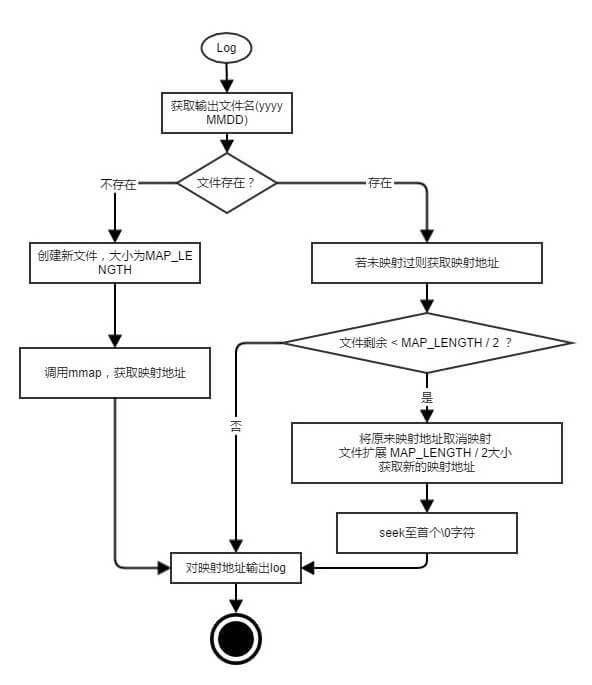 Log
获取输出文件名(yyyy
MMDD)
文件存在？
不存在
存在
创建新文件，大小为MAP_LE
NGTH
若未映射过则获取映射地址
调用mmap，获取映射地址
文件剩余 < MAP_LENGTH / 2 ？
否
是
将原来映射地址取消映射
文件扩展 MAP_LENGTH / 2大小
获取新的映射地址
seek至首个\0字符
对映射地址输出log